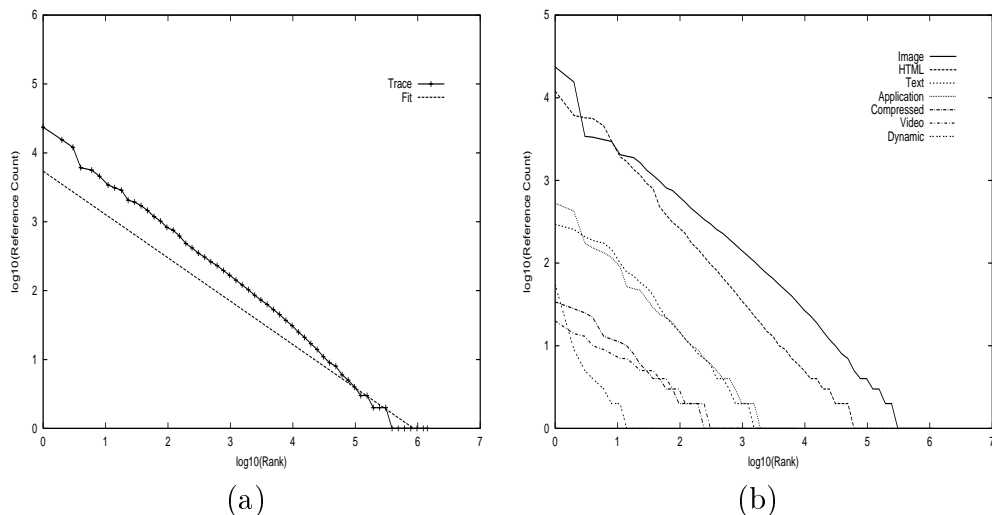 6
5
4
3
2
1
0
0 1 2 3 4 5 6 7
log10(Reference Count)
log10(Rank)
Trace
Fit
(a)
5
4
3
2
1
0
0 1 2 3 4 5 6 7
log10(Reference Count)
log10(Rank)
Image
HTML
Text
Application
Compressed
Video
Dynamic
(b)